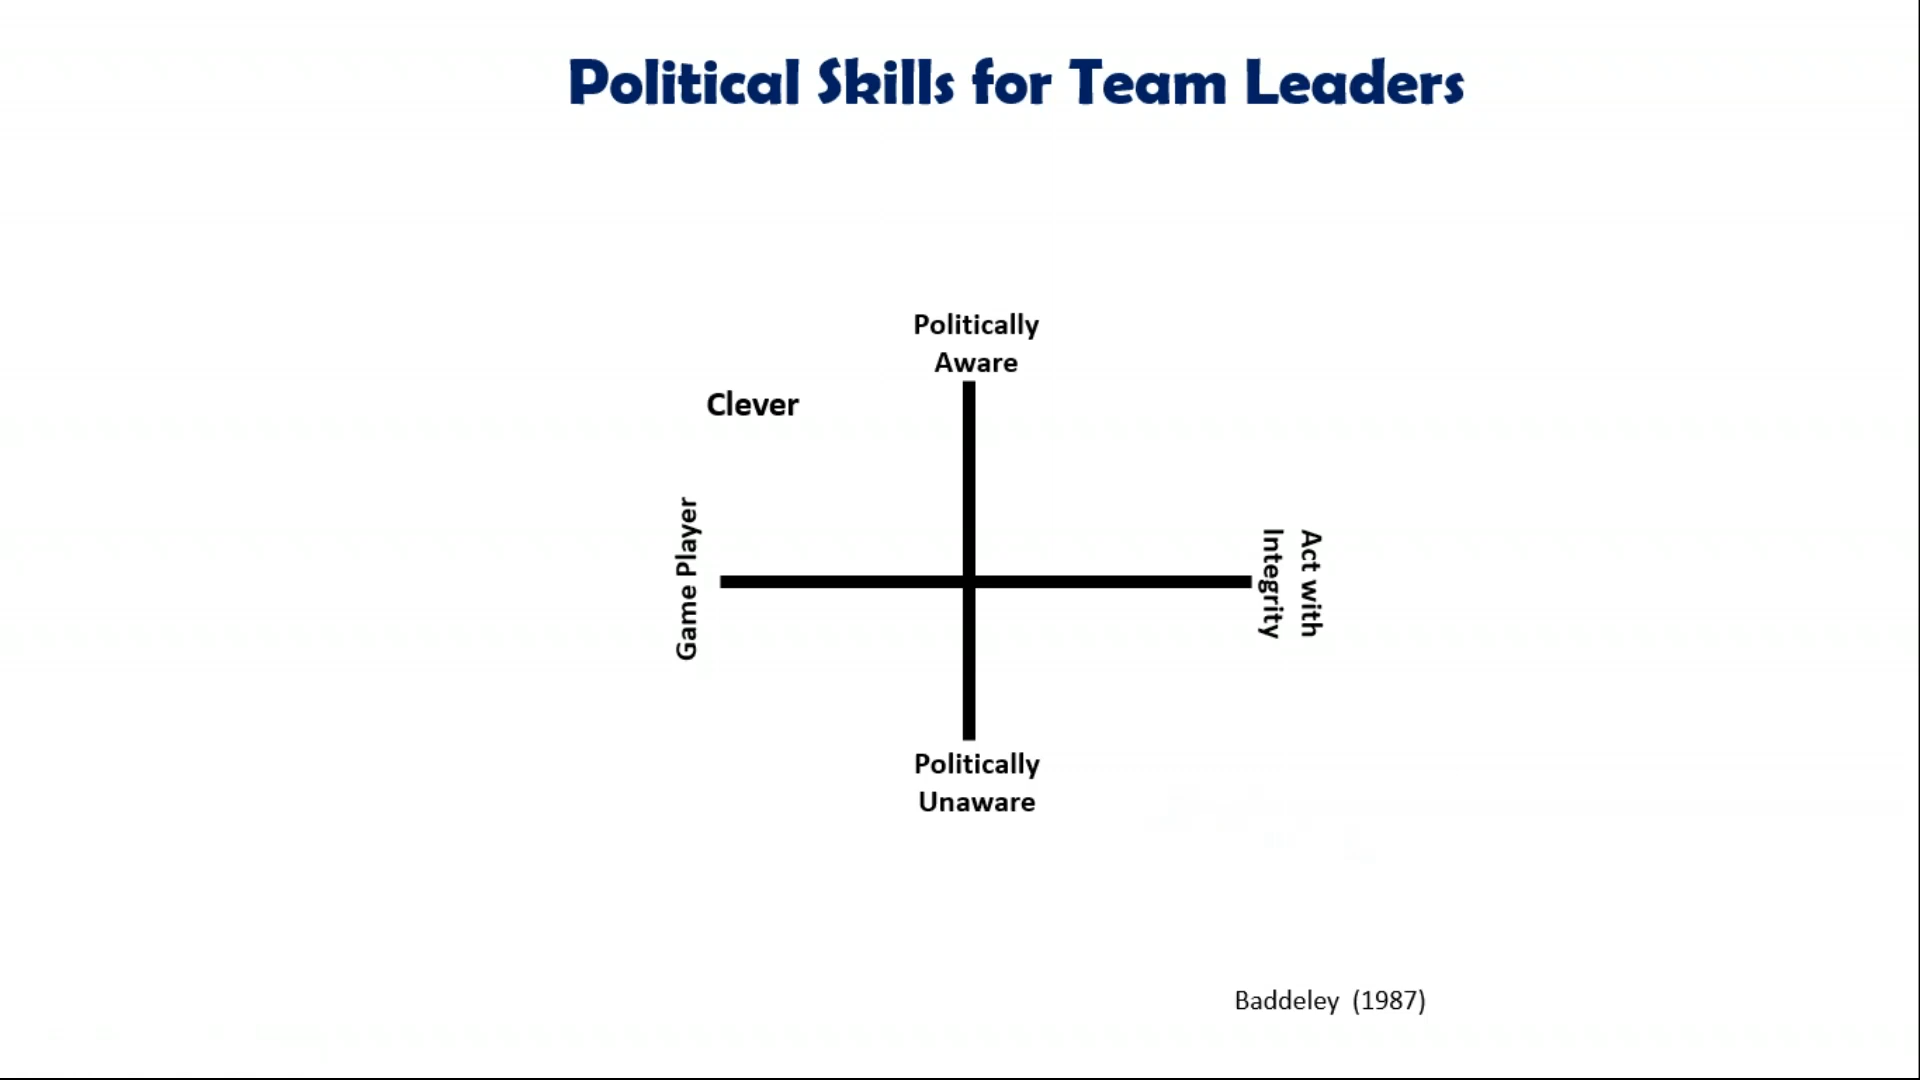 Political Skills for Team Leaders
Politically
Aware
Clever
Game Player
Act with
Integrity
Politically
Unaware
Baddeley (1987)